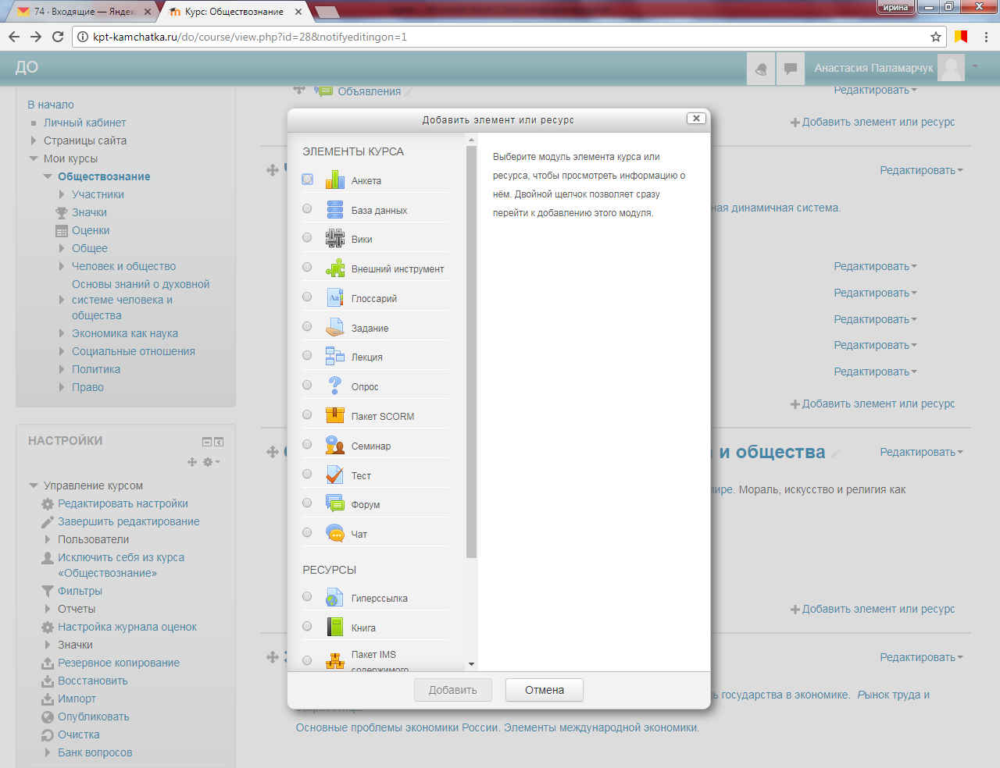 74 · Входящие — Яндекс
Курс: Обществознание
ирина
kpt-kamchatka.ru/do/course/view.php?id=28&notifyeditingon=1
ДО
Анастасия Паламарчук
В начало
Личный кабинет
Страницы сайта
Мои курсы
Обществознание
Участники
Значки
Оценки
Общее
Человек и общество
Основы знаний о духовной
системе человека и
общества
Экономика как наука
Социальные отношения
Политика
Право
НАСТРОЙКИ
Управление курсом
Редактировать настройки
Завершить редактирование
Пользователи
Исключить себя из курса
«Обществознание»
Фильтры
Отчеты
Настройка журнала оценок
Значки
Резервное копирование
Восстановить
Импорт
Опубликовать
Очистка
Банк вопросов
Объявления
Редактировать
Добавить элемент или ресурс
Редактировать
ная динамичная система.
Редактировать
Редактировать
Редактировать
Редактировать
Редактировать
Добавить элемент или ресурс
и общества
Редактировать
мире. Мораль, искусство и религия как
Добавить элемент или ресурс
Редактировать
ль государства в экономике. Рынок труда и
Основные проблемы экономики России. Элементы международной экономики.
Добавить элемент или ресурс
ЭЛЕМЕНТЫ КУРСА
Анкета
База данных
Вики
Внешний инструмент
Глоссарий
Задание
Лекция
Опрос
Пакет SCORM
Семинар
Тест
Форум
Чат
РЕСУРСЫ
Гиперссылка
Книга
Пакет IMS
содержимого
Выберите модуль элемента курса или
ресурса, чтобы просмотреть информацию о
нём. Двойной щелчок позволяет сразу
перейти к добавлению этого модуля.
Добавить
Отмена